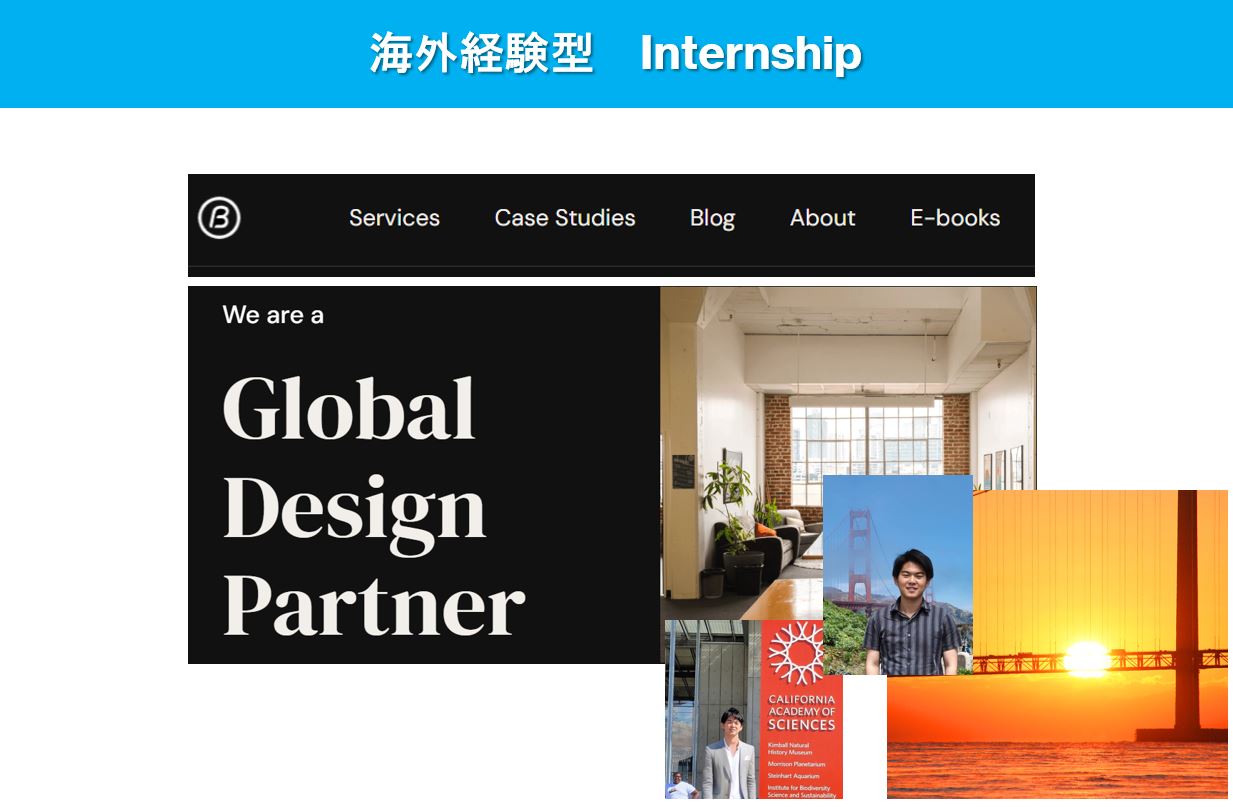 海外経験型　Internship
Services Case Studies Blog About E-books
We are a
Global
Design
Partner
CALIFORNIA
ACADEMY OF
SCIENCES
Kimball Natural
History Museum
Morrison Planetarium
Steinhart Aquarium
Institute for Biodiversity
Science and Sustainability